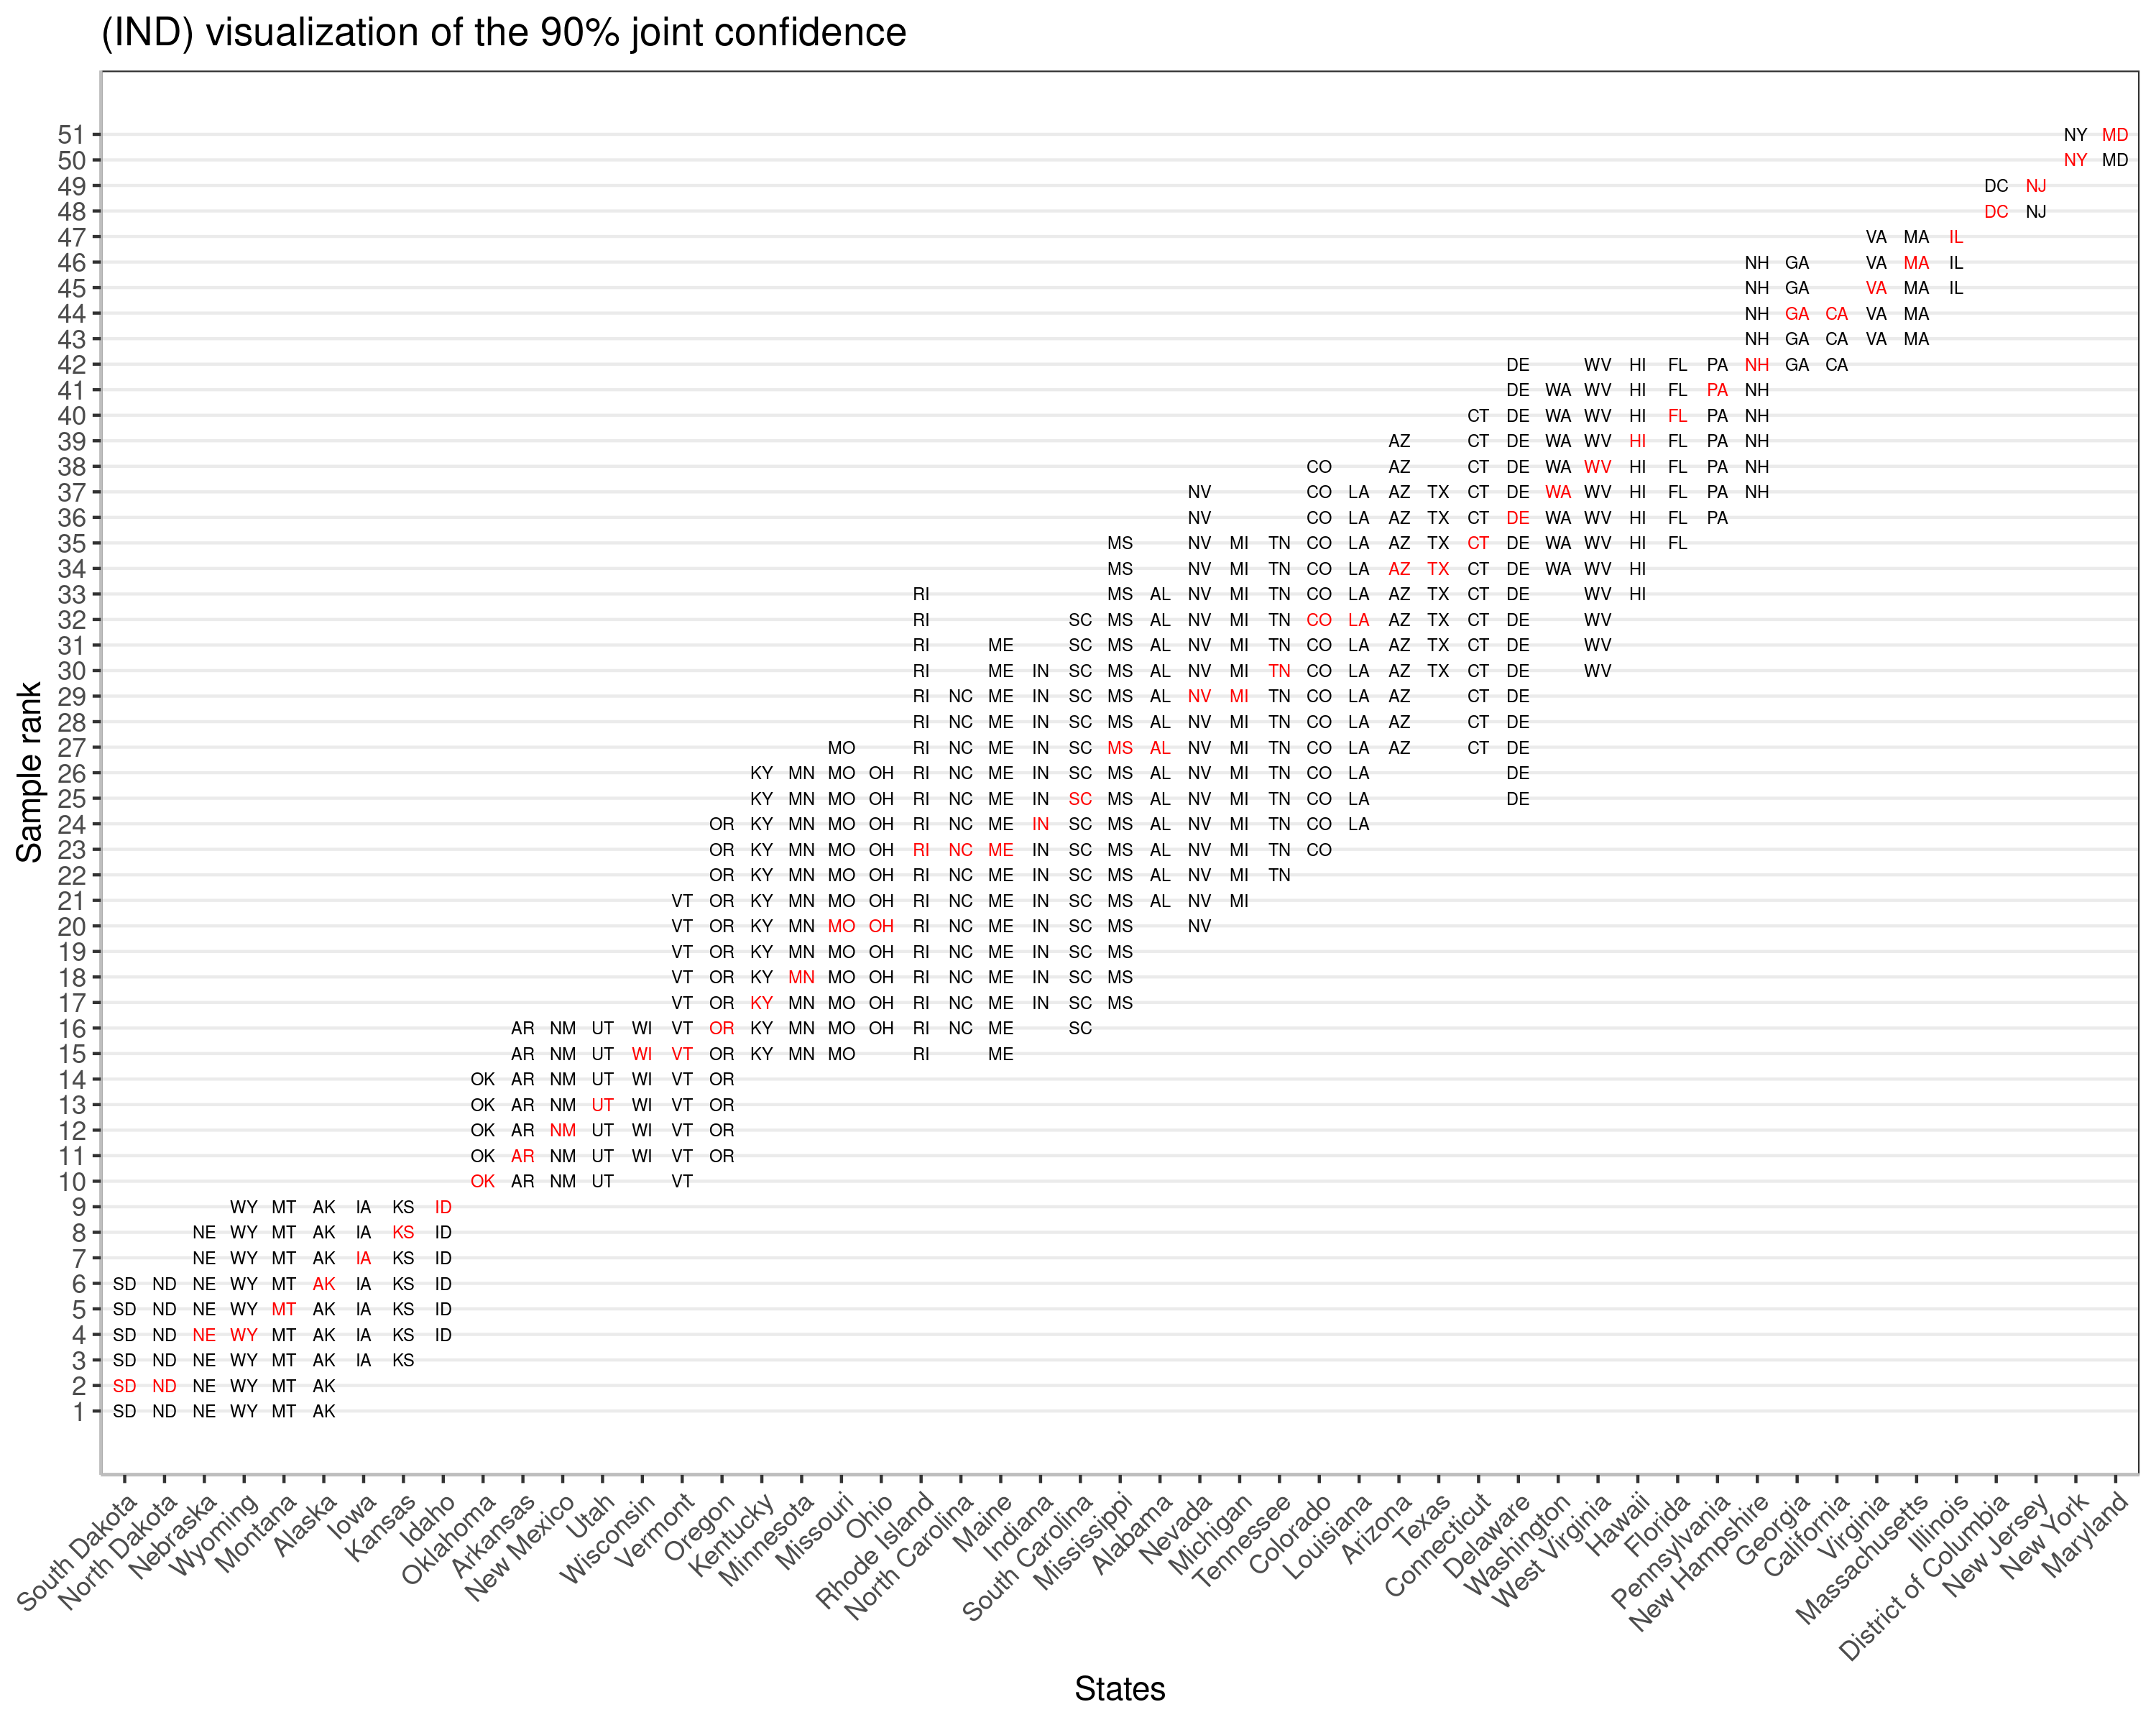 (IND) visualization of the 90% joint confidence
Sample rank
51 NY MD
50 NY MD
49 DC NJ
48 DC NJ
47 VA MA IL
46 NH GA VA MA IL
45 NH GA VA MA IL
44 NH GA CA VA MA
43 NH GA CA VA MA
42 DE WV HI FL PA NH GA CA
41 DE WA WV HI FL PA NH
40 CT DE WA WV HI FL PA NH
39 AZ CT DE WA WV HI FL PA NH
38 CO AZ CT DE WA WV HI FL PA NH
37 NV CO LA AZ TX CT DE WA WV HI FL PA NH
36 NV CO LA AZ TX CT DE WA WV HI FL PA
35 MS NV MI TN CO LA AZ TX CT DE WA WV HI FL
34 MS NV MI TN CO LA AZ TX CT DE WA WV HI
33 RI MS AL NV MI TN CO LA AZ TX CT DE WV HI
32 RI SC MS AL NV MI TN CO LA AZ TX CT DE WV
31 RI ME SC MS AL NV MI TN CO LA AZ TX CT DE WV
30 RI ME IN SC MS AL NV MI TN CO LA AZ TX CT DE WV
29 RI NC ME IN SC MS AL NV MI TN CO LA AZ CT DE
28 RI NC ME IN SC MS AL NV MI TN CO LA AZ CT DE
27 MO RI NC ME IN SC MS AL NV MI TN CO LA AZ CT DE
26 KY MN MO OH RI NC ME IN SC MS AL NV MI TN CO LA DE
25 KY MN MO OH RI NC ME IN SC MS AL NV MI TN CO LA DE
24 OR KY MN MO OH RI NC ME IN SC MS AL NV MI TN CO LA
23 OR KY MN MO OH RI NC ME IN SC MS AL NV MI TN CO
22 OR KY MN MO OH RI NC ME IN SC MS AL NV MI TN
21 VT OR KY MN MO OH RI NC ME IN SC MS AL NV MI
20 VT OR KY MN MO OH RI NC ME IN SC MS NV
19 VT OR KY MN MO OH RI NC ME IN SC MS
18 VT OR KY MN MO OH RI NC ME IN SC MS
17 VT OR KY MN MO OH RI NC ME IN SC MS
16 AR NM UT WI VT OR KY MN MO OH RI NC ME SC
15 AR NM UT WI VT OR KY MN MO RI ME
14 OK AR NM UT WI VT OR
13 OK AR NM UT WI VT OR
12 OK AR NM UT WI VT OR
11 OK AR NM UT WI VT OR
10 OK AR NM UT VT
9 WY MT AK IA KS ID
8 NE WY MT AK IA KS ID
7 NE WY MT AK IA KS ID
6 SD ND NE WY MT AK IA KS ID
5 SD ND NE WY MT AK IA KS ID
4 SD ND NE WY MT AK IA KS ID
3 SD ND NE WY MT AK IA KS
2 SD ND NE WY MT AK
1 SD ND NE WY MT AK
South Dakota
North Dakota
Nebraska
Wyoming
Montana
Alaska
Iowa
Kansas
Idaho
Oklahoma
Arkansas
New Mexico
Utah
Wisconsin
Vermont
Oregon
Kentucky
Minnesota
Missouri
Ohio
Rhode Island
North Carolina
Maine
Indiana
South Carolina
Mississippi
Alabama
Nevada
Michigan
Tennessee
Colorado
Louisiana
Arizona
Texas
Connecticut
Delaware
Washington
West Virginia
Hawaii
Florida
Pennsylvania
New Hampshire
Georgia
California
Virginia
Massachusetts
Illinois
District of Columbia
New Jersey
New York
Maryland
States